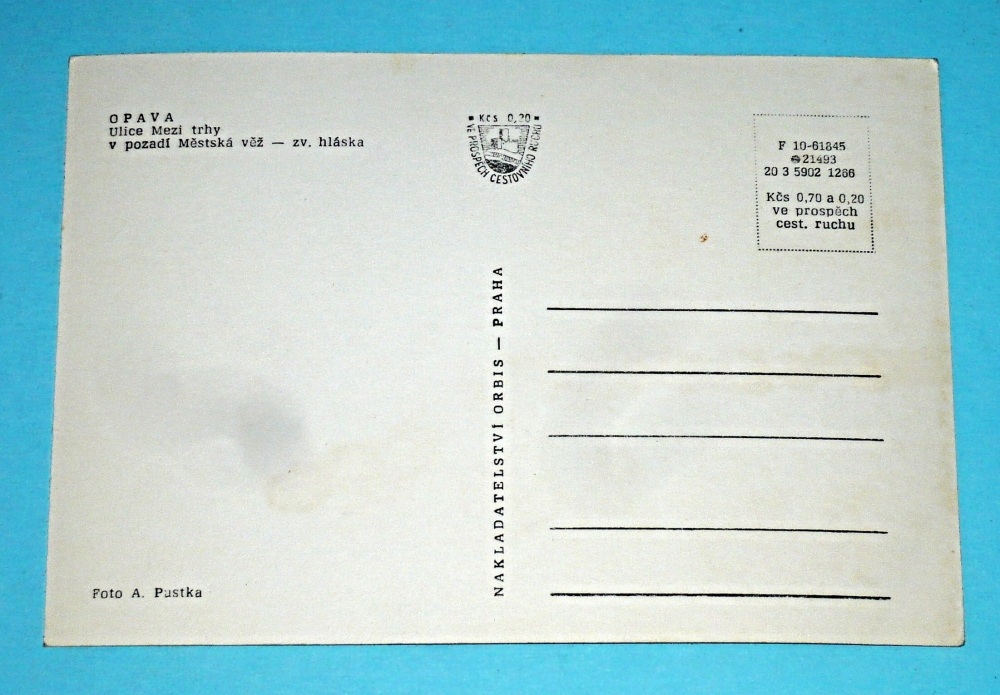 OPAVA
Ulice Mezi trhy
v pozadí Městská věž — zv. hláska
Kčs 0,20
VE PROSPĚCH CESTOVNÍHO RUCHU
F 10-61845
21493
20 3 5902 1266
Kčs 0,70 a 0,20
ve prospěch
cest. ruchu
NAKLADATELSTVÍ ORBIS — PRAHA
Foto A. Pustka